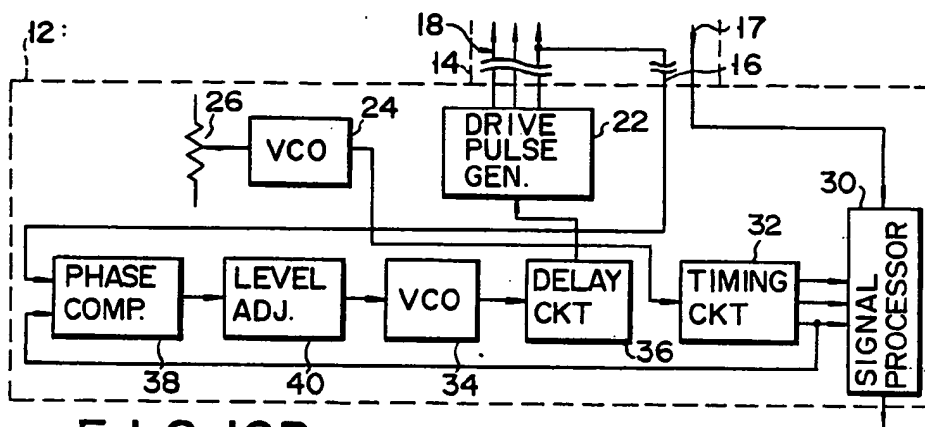 12
18
14
17
16
26
24
VCO
DRIVE
PULSE
GEN.
22
30
32
PHASE
COMP.
LEVEL
ADJ.
VCO
DELAY
CKT
TIMING
CKT
SIGNAL
PROCESSOR
38
40
34
36